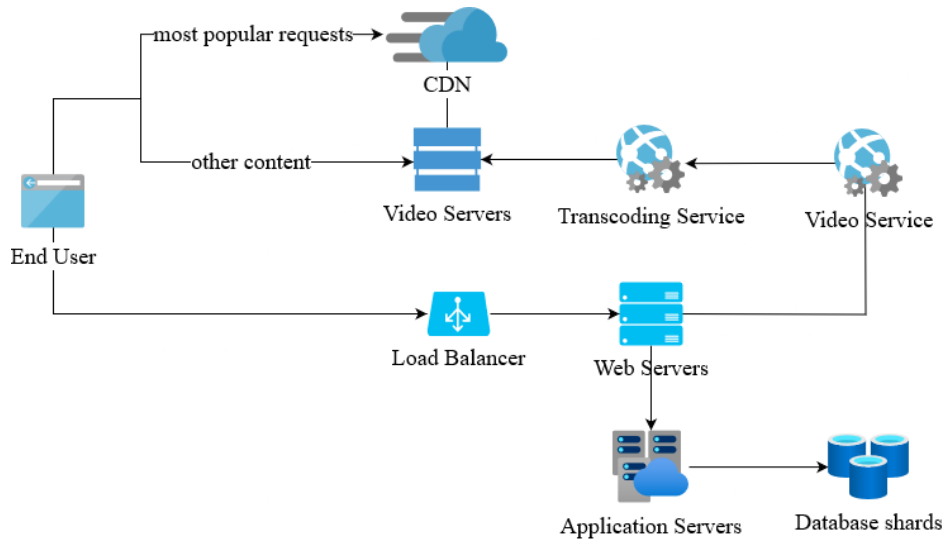 most popular requests
CDN
other content
Video Servers
Transcoding Service
Video Service
End User
Load Balancer
Web Servers
Application Servers
Database shards